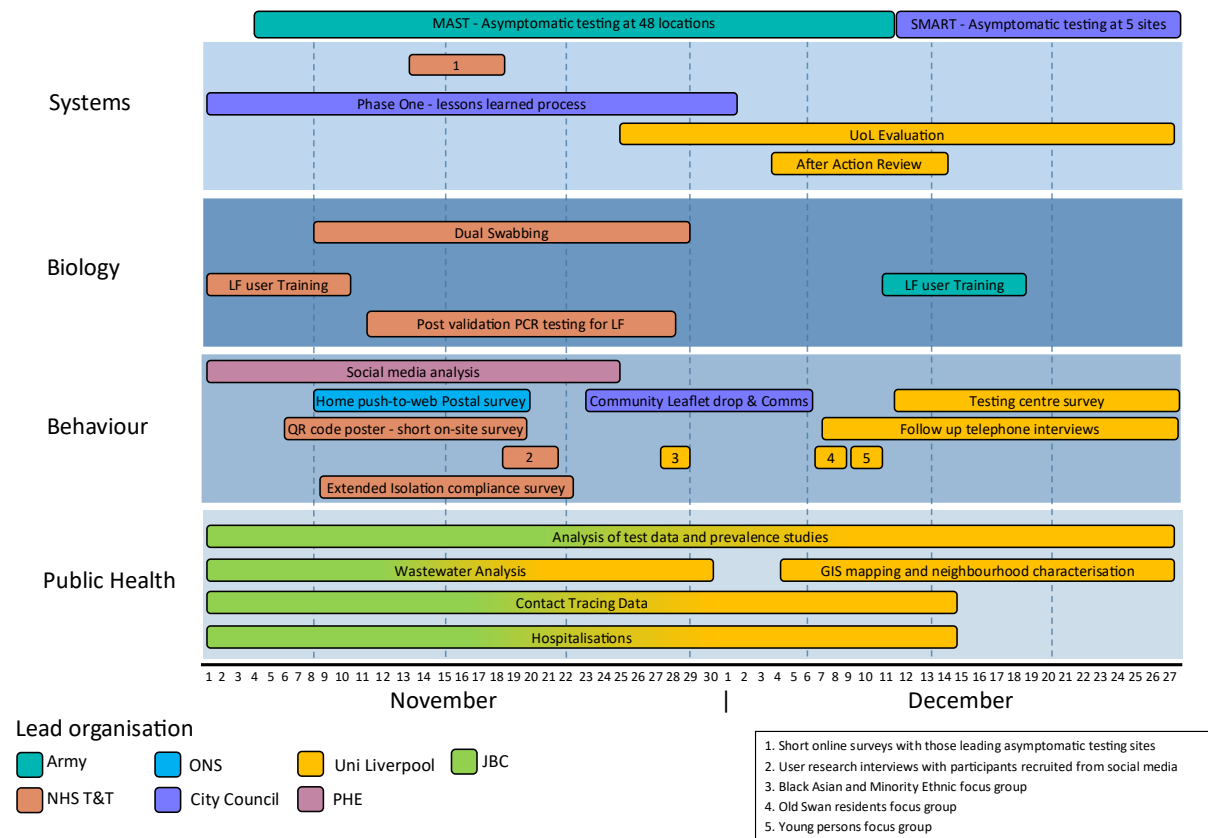 MAST - Asymptomatic testing at 48 locations
SMART - Asymptomatic testing at 5 sites
Systems
1
Phase One - lessons learned process
UoL Evaluation
After Action Review
Biology
Dual Swabbing
LF user Training
LF user Training
Post validation PCR testing for LF
Behaviour
Social media analysis
Home push-to-web Postal survey
Community Leaflet drop & Comms
Testing centre survey
QR code poster - short on-site survey
Follow up telephone interviews
2
3
4
5
Extended Isolation compliance survey
Public Health
Analysis of test data and prevalence studies
Wastewater Analysis
GIS mapping and neighbourhood characterisation
Contact Tracing Data
Hospitalisations
1 2 3 4 5 6 7 8 9 10 11 12 13 14 15 16 17 18 19 20 21 22 23 24 25 26 27 28 29 30 1 2 3 4 5 6 7 8 9 10 11 12 13 14 15 16 17 18 19 20 21 22 23 24 25 26 27
November | December
Lead organisation
Army
ONS
Uni Liverpool
JBC
NHS T&T
City Council
PHE
1. Short online surveys with those leading asymptomatic testing sites
2. User research interviews with participants recruited from social media
3. Black Asian and Minority Ethnic focus group
4. Old Swan residents focus group
5. Young persons focus group